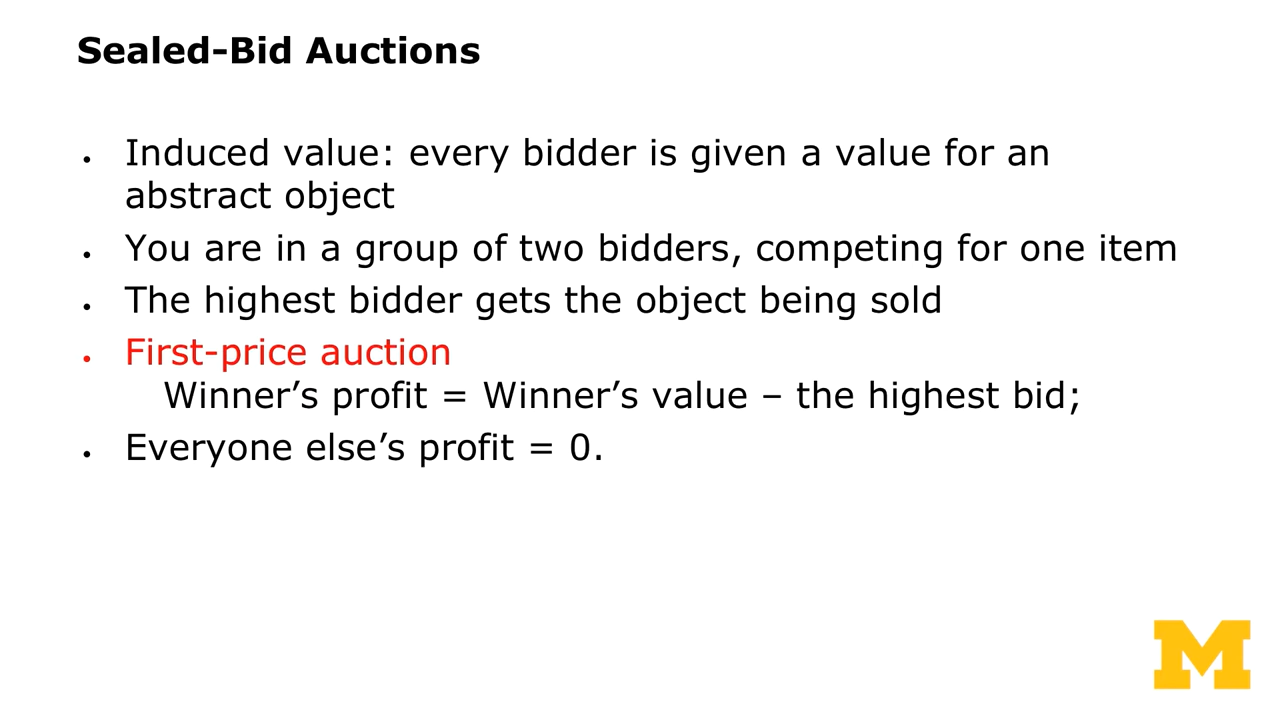 Sealed-Bid Auctions
• Induced value: every bidder is given a value for an
abstract object
• You are in a group of two bidders, competing for one item
• The highest bidder gets the object being sold
• First-price auction
Winner’s profit = Winner’s value – the highest bid;
• Everyone else’s profit = 0.
M